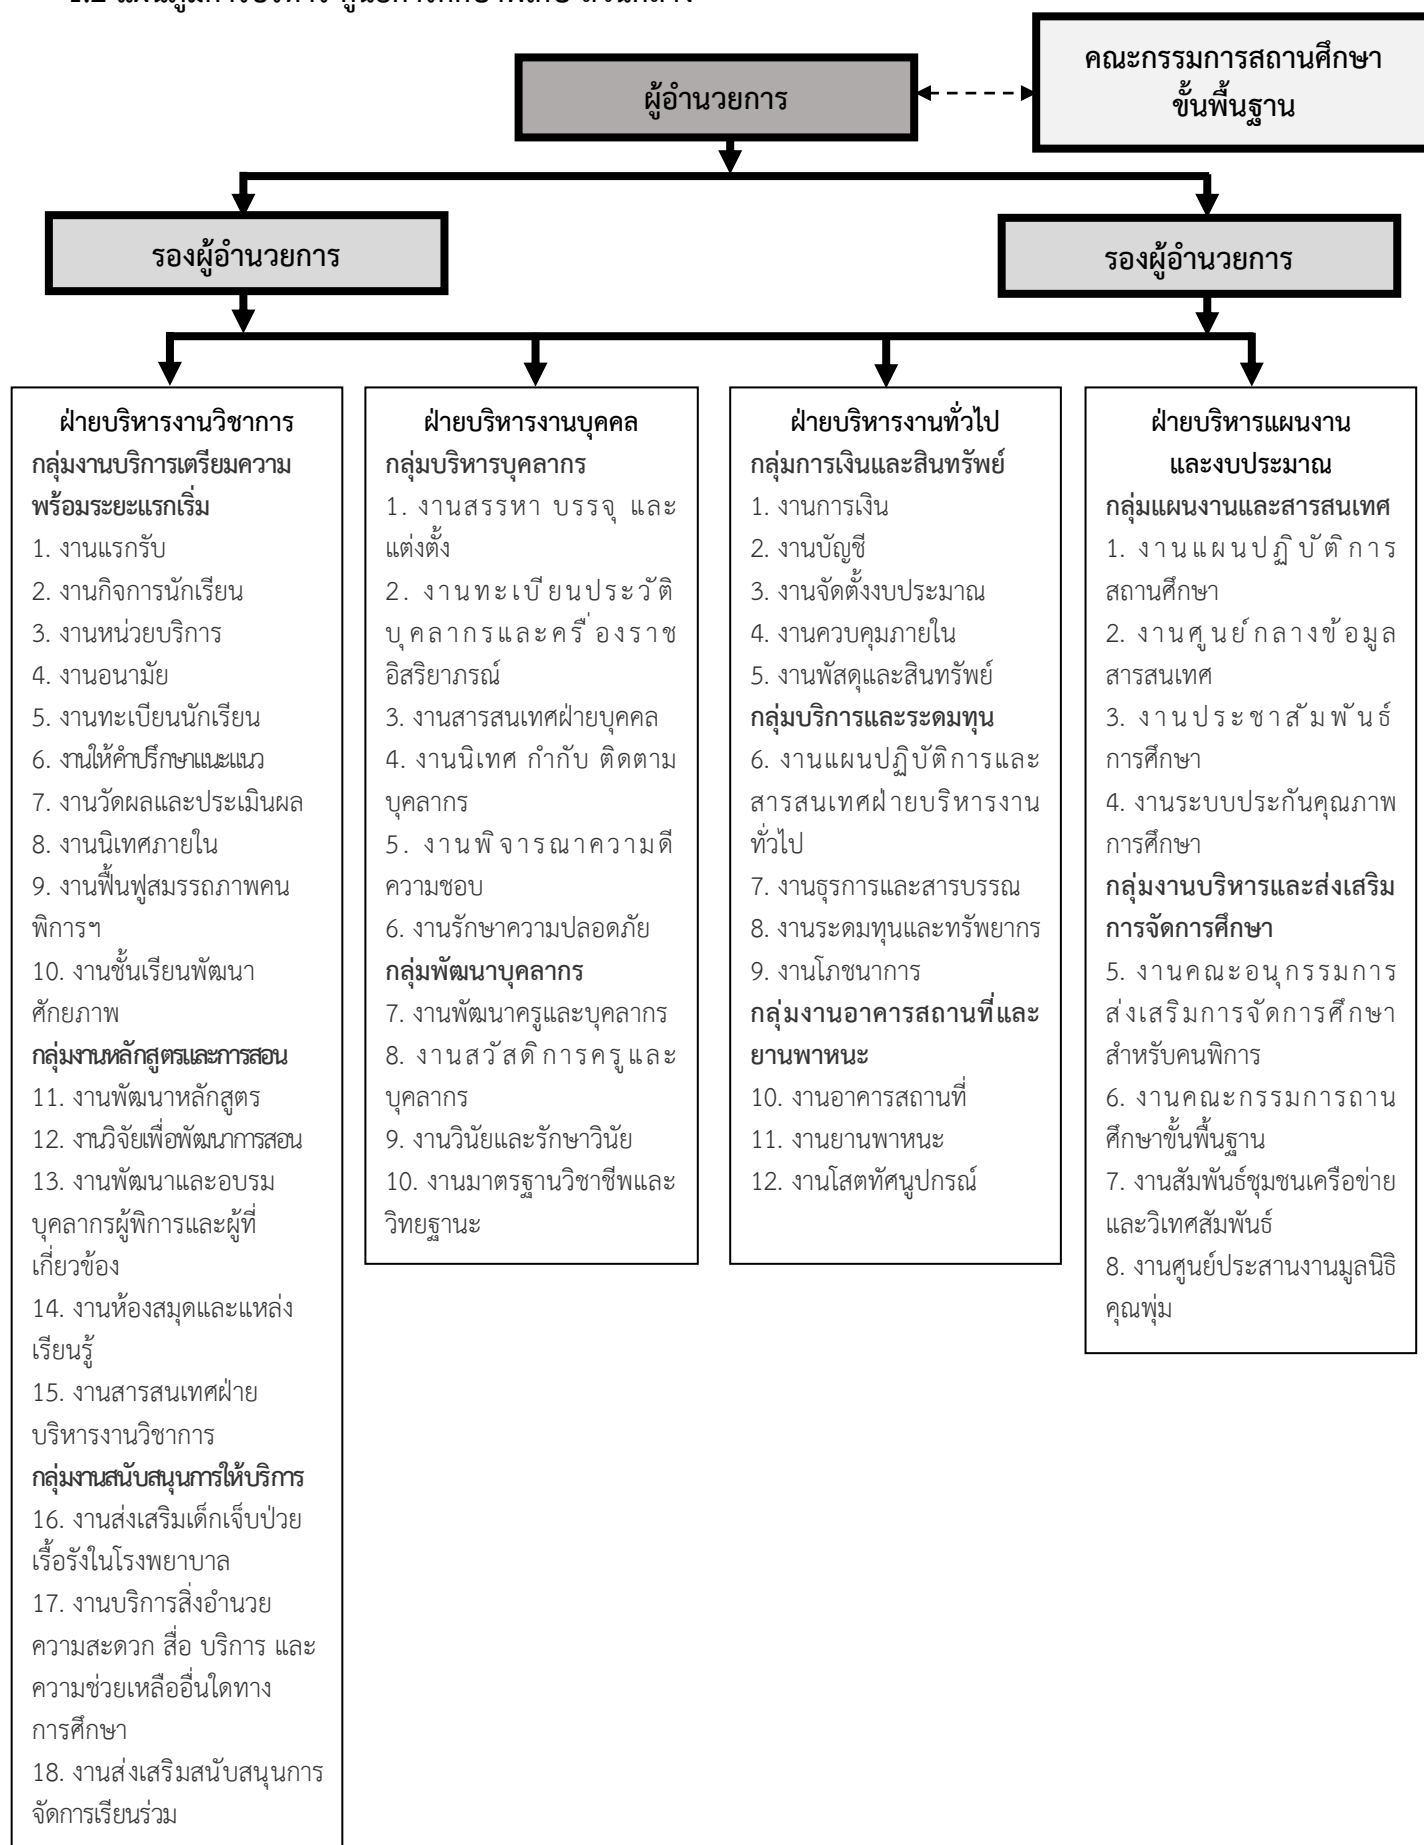 คณะกรรมการสถานศึกษา
ขั้นพื้นฐาน
ผู้อำนวยการ
รองผู้อำนวยการ
รองผู้อำนวยการ
ฝ่ายบริหารงานวิชาการ
กลุ่มงานบริการเตรียมความ
พร้อมระยะแรกเริ่ม
1. งานแรกรับ
2. งานกิจการนักเรียน
3. งานหน่วยบริการ
4. งานอนามัย
5. งานทะเบียนนักเรียน
6. งานให้คำปรึกษาแนะแนว
7. งานวัดผลและประเมินผล
8. งานนิเทศภายใน
9. งานฟื้นฟูสมรรถภาพคน
พิการฯ
10. งานชั้นเรียนพัฒนา
ศักยภาพ
กลุ่มงานหลักสูตรและการสอน
11. งานพัฒนาหลักสูตร
12. งานวิจัยเพื่อพัฒนาการสอน
13. งานพัฒนาและอบรม
บุคลากรผู้พิการและผู้ที่
เกี่ยวข้อง
14. งานห้องสมุดและแหล่ง
เรียนรู้
15. งานสารสนเทศฝ่าย
บริหารงานวิชาการ
กลุ่มงานสนับสนุนการให้บริการ
16. งานส่งเสริมเด็กเจ็บป่วย
เรื้อรังในโรงพยาบาล
17. งานบริการสิ่งอำนวย
ความสะดวก สื่อ บริการ และ
ความช่วยเหลืออื่นใดทาง
การศึกษา
18. งานส่งเสริมสนับสนุนการ
จัดการเรียนร่วม
ฝ่ายบริหารงานบุคคล
กลุ่มบริหารบุคลากร
1. งานสรรหา บรรจุ และ
แต่งตั้ง
2. งานทะเบียนประวัติ
บุคลากรและครื่องราช
อิสริยาภรณ์
3. งานสารสนเทศฝ่ายบุคคล
4. งานนิเทศ กำกับ ติดตาม
บุคลากร
5. งานพิจารณาความดี
ความชอบ
6. งานรักษาความปลอดภัย
กลุ่มพัฒนาบุคลากร
7. งานพัฒนาครูและบุคลากร
8. งานสวัสดิการครูและ
บุคลากร
9. งานวินัยและรักษาวินัย
10. งานมาตรฐานวิชาชีพและ
วิทยฐานะ
ฝ่ายบริหารงานทั่วไป
กลุ่มการเงินและสินทรัพย์
1. งานการเงิน
2. งานบัญชี
3. งานจัดตั้งงบประมาณ
4. งานควบคุมภายใน
5. งานพัสดุและสินทรัพย์
กลุ่มบริการและระดมทุน
6. งานแผนปฏิบัติการและ
สารสนเทศฝ่ายบริหารงาน
ทั่วไป
7. งานธุรการและสารบรรณ
8. งานระดมทุนและทรัพยากร
9. งานโภชนาการ
กลุ่มงานอาคารสถานที่และ
ยานพาหนะ
10. งานอาคารสถานที่
11. งานยานพาหนะ
12. งานโสตทัศนูปกรณ์
ฝ่ายบริหารแผนงาน
และงบประมาณ
กลุ่มแผนงานและสารสนเทศ
1. งานแผนปฏิบัติการ
สถานศึกษา
2. งานศูนย์กลางข้อมูล
สารสนเทศ
3. งานประชาสัมพันธ์
การศึกษา
4. งานระบบประกันคุณภาพ
การศึกษา
กลุ่มงานบริหารและส่งเสริม
การจัดการศึกษา
5. งานคณะอนุกรรมการ
ส่งเสริมการจัดการศึกษา
สำหรับคนพิการ
6. งานคณะกรรมการถาน
ศึกษาขั้นพื้นฐาน
7. งานสัมพันธ์ชุมชนเครือข่าย
และวิเทศสัมพันธ์
8. งานศูนย์ประสานงานมูลนิธิ
คุณพุ่ม